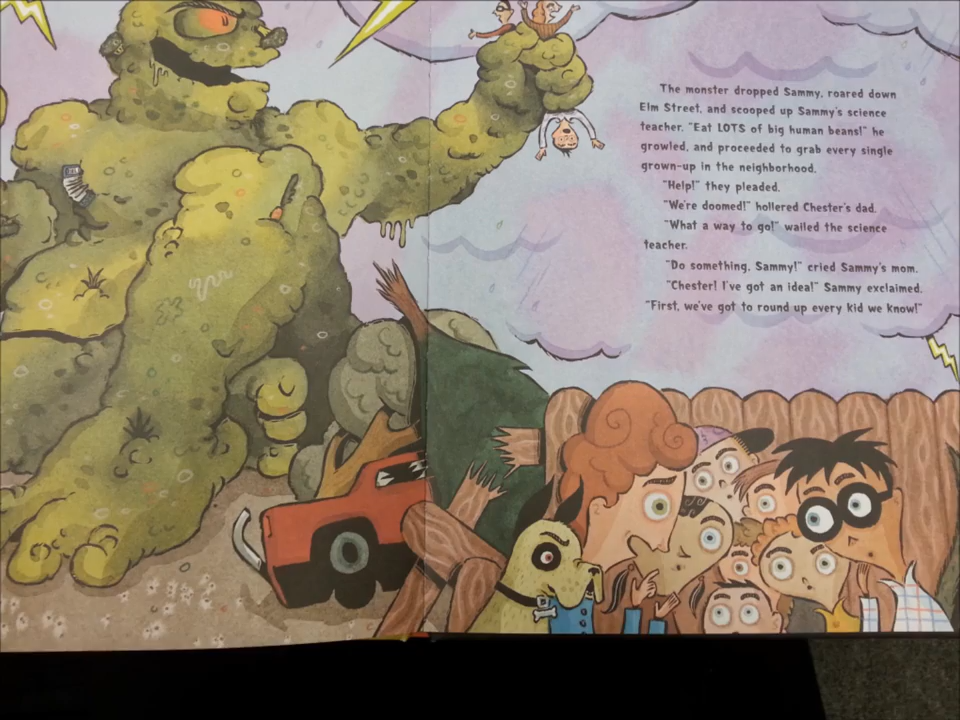 The monster dropped Sammy, roared down
Elm Street, and scooped up Sammy's science
teacher. "Eat LOTS of big human beans!" he
growled, and proceeded to grab every single
grown-up in the neighborhood.
"Help!" they pleaded.
"We're doomed!" hollered Chester's dad.
"What a way to go!" wailed the science
teacher.
"Do something, Sammy!" cried Sammy's mom.
"Chester! I've got an idea!" Sammy exclaimed.
"First, we've got to round up every kid we know!"